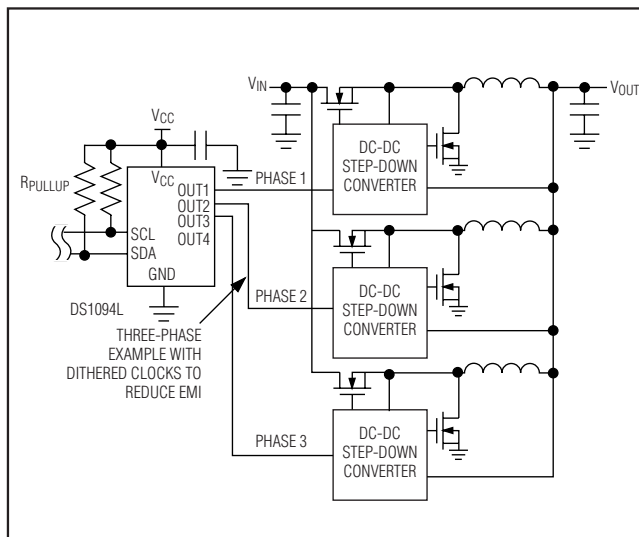 VIN
VOUT
VCC
RPULLUP
VCC
OUT1
OUT2
OUT3
OUT4
SCL
SDA
GND
DS1094L
PHASE 1
DC-DC
STEP-DOWN
CONVERTER
PHASE 2
DC-DC
STEP-DOWN
CONVERTER
THREE-PHASE
EXAMPLE WITH
DITHERED CLOCKS TO
REDUCE EMI
PHASE 3
DC-DC
STEP-DOWN
CONVERTER